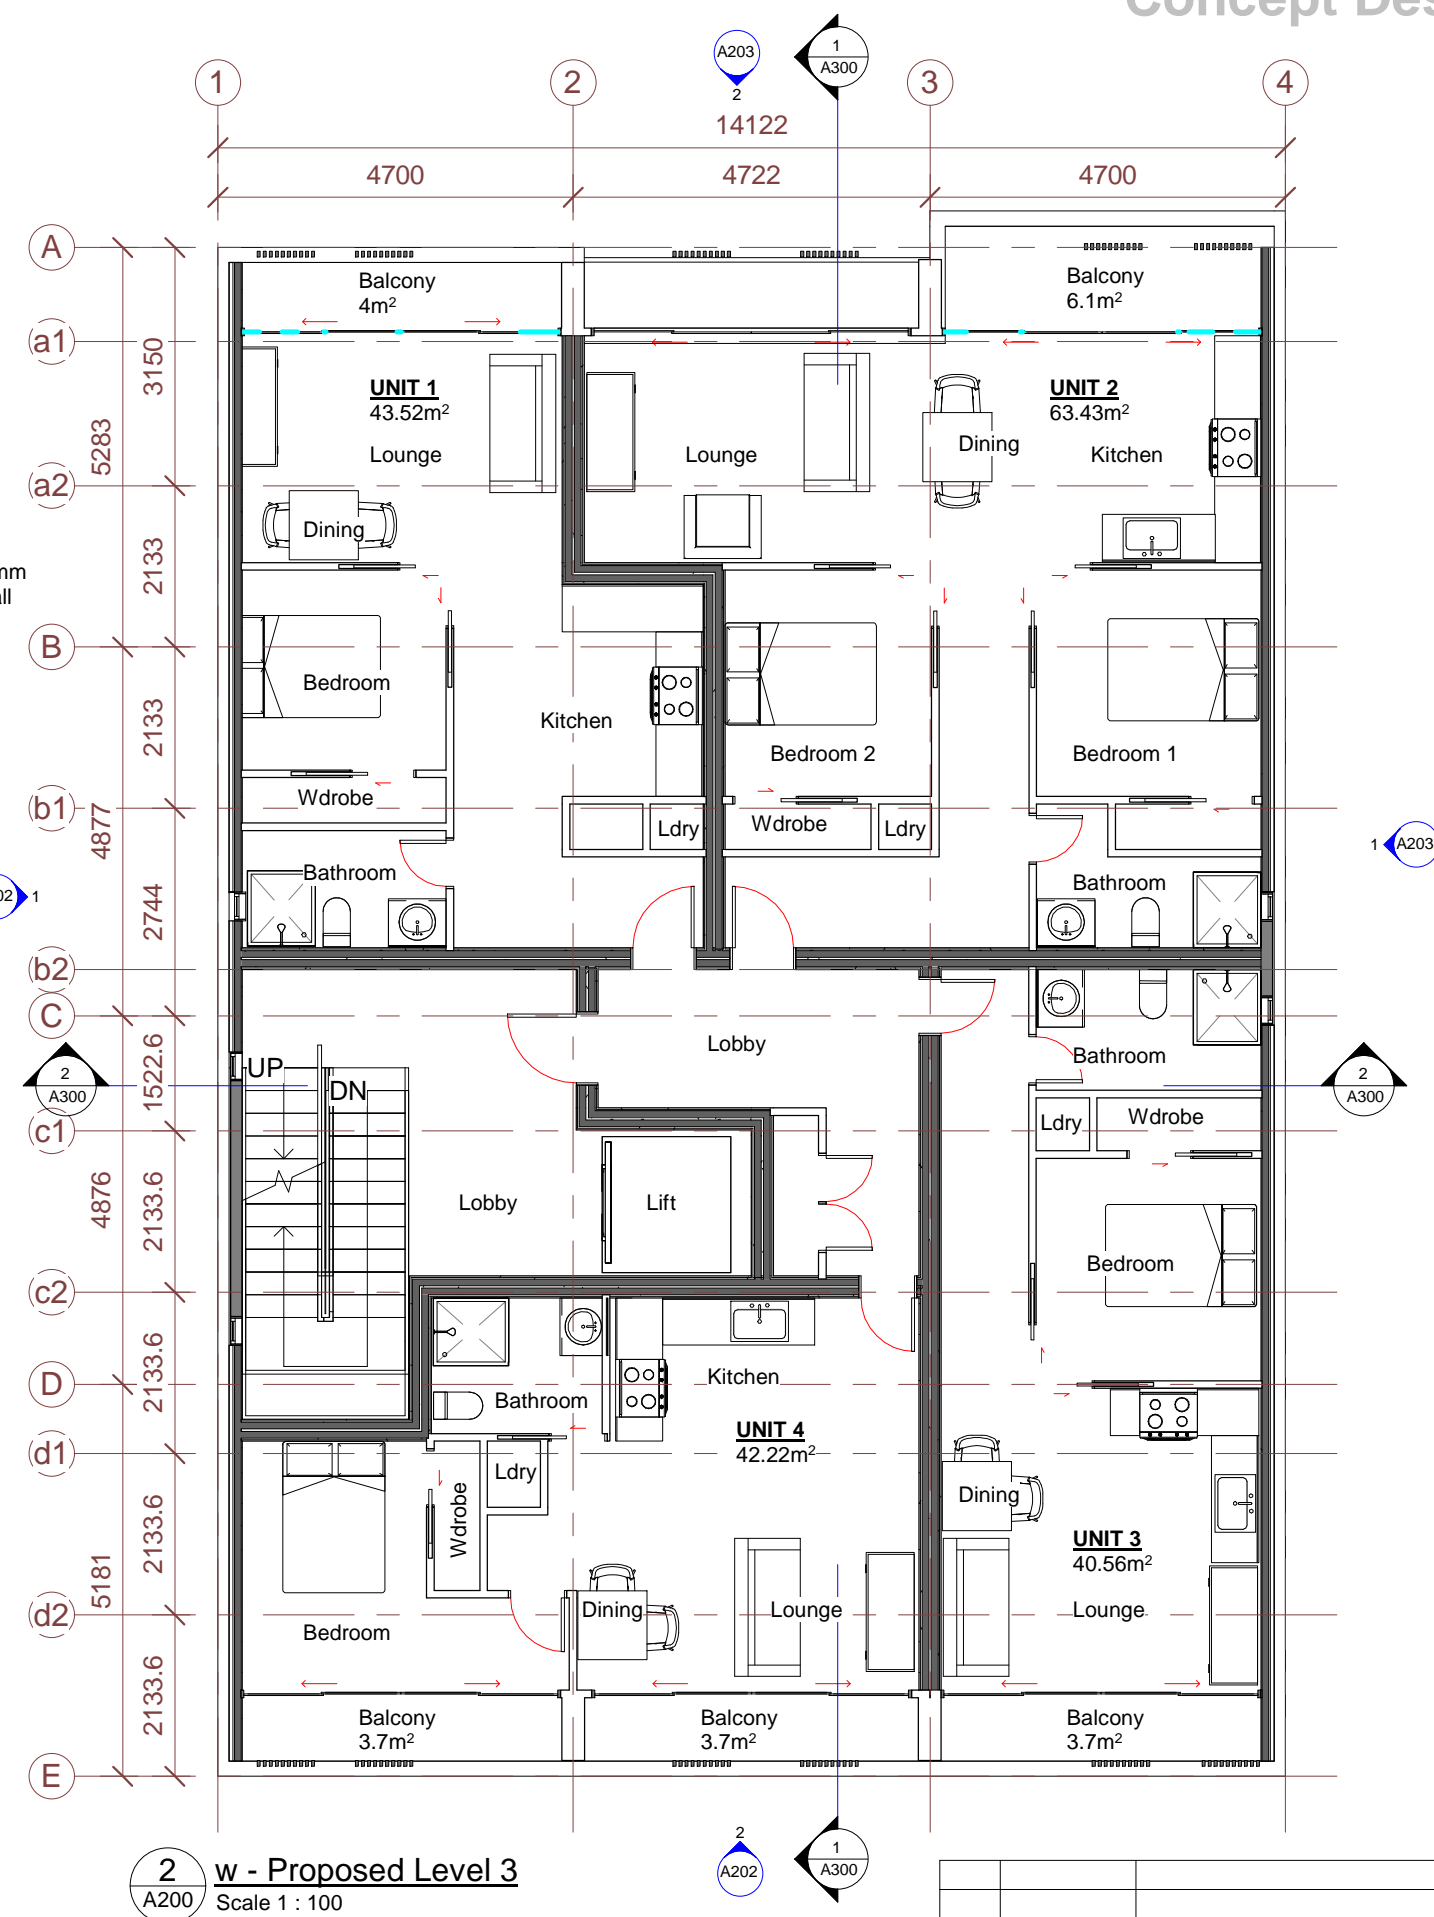 Concept Des
A203
2
1
A300
1
2
3
4
14122
4700
4722
4700
A
Balcony
4m²
Balcony
6.1m²
a1
3150
UNIT 1
43.52m²
Lounge
Lounge
UNIT 2
63.43m²
Dining
Kitchen
5283
a2
Dining
2133
mm
all
B
Bedroom
Kitchen
2133
Bedroom 2
Bedroom 1
Wdrobe
b1
4877
Ldry
Wdrobe
Ldry
1
A203
Bathroom
Bathroom
02
1
2744
b2
C
Lobby
Bathroom
2
A300
UP
DN
1522.6
2
A300
c1
Ldry
Wdrobe
4876
2133.6
Lobby
Lift
Bedroom
c2
2133.6
D
Kitchen
Bathroom
UNIT 4
42.22m²
d1
Ldry
Wdrobe
Dining
2133.6
UNIT 3
40.56m²
5181
d2
Bedroom
Dining
Lounge
Lounge
2133.6
Balcony
3.7m²
Balcony
3.7m²
Balcony
3.7m²
E
2
A202
1
A300
2
A200
w - Proposed Level 3
Scale 1 : 100